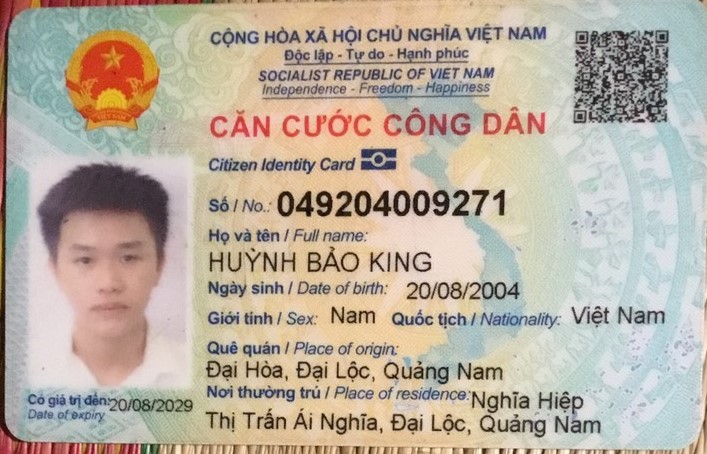 CỘNG HÒA XÃ HỘI CHỦ NGHĨA VIỆT NAM
Độc lập - Tự do - Hạnh phúc
SOCIALIST REPUBLIC OF VIET NAM
Independence - Freedom - Happiness
CĂN CƯỚC CÔNG DÂN
Citizen Identity Card
Số / No.: 049204009271
Họ và tên / Full name:
HUỲNH BẢO KING
Ngày sinh / Date of birth: 20/08/2004
Giới tính / Sex: Nam Quốc tịch / Nationality: Việt Nam
Quê quán / Place of origin:
Đại Hòa, Đại Lộc, Quảng Nam
Nơi thường trú / Place of residence: Nghĩa Hiệp
Thị Trấn Ái Nghĩa, Đại Lộc, Quảng Nam
Có giá trị đến: 20/08/2029
Date of expiry
VIỆT NAM